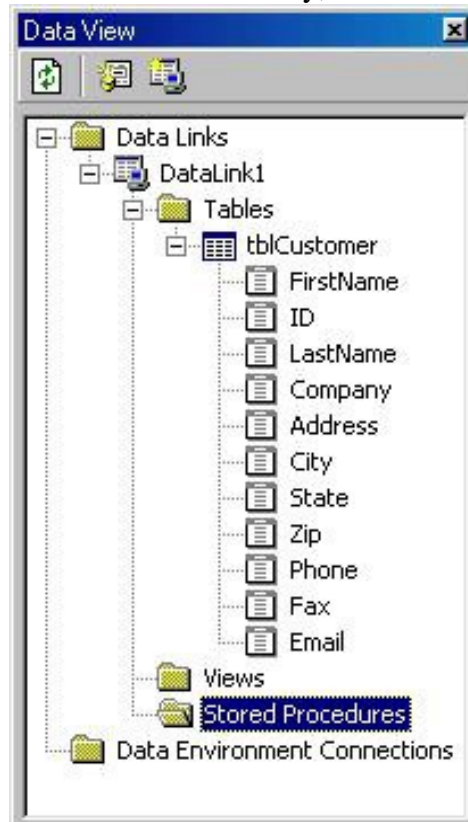 Data View
Data Links
DataLink1
Tables
tblCustomer
FirstName
ID
LastName
Company
Address
City
State
Zip
Phone
Fax
Email
Views
Stored Procedures
Data Environment Connections